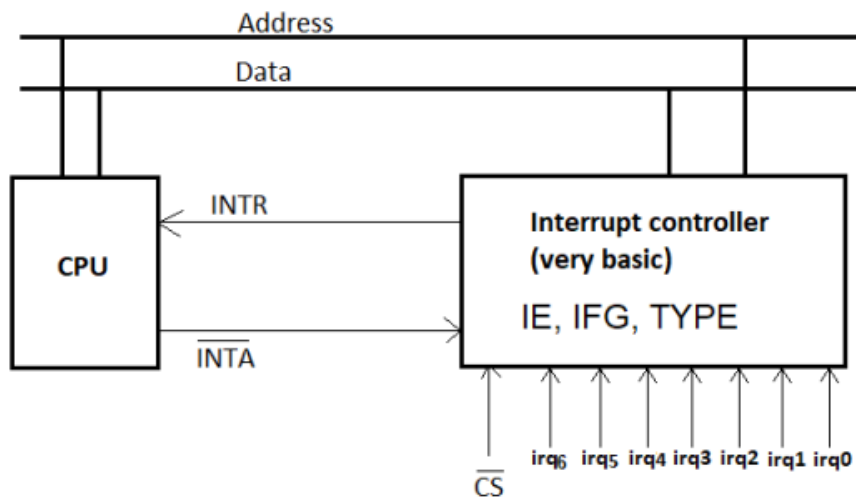 Address
Data
INTR
CPU
INTA
Interrupt controller
(very basic)
IE, IFG, TYPE
CS
irq6 irq5 irq4 irq3 irq2 irq1 irq0